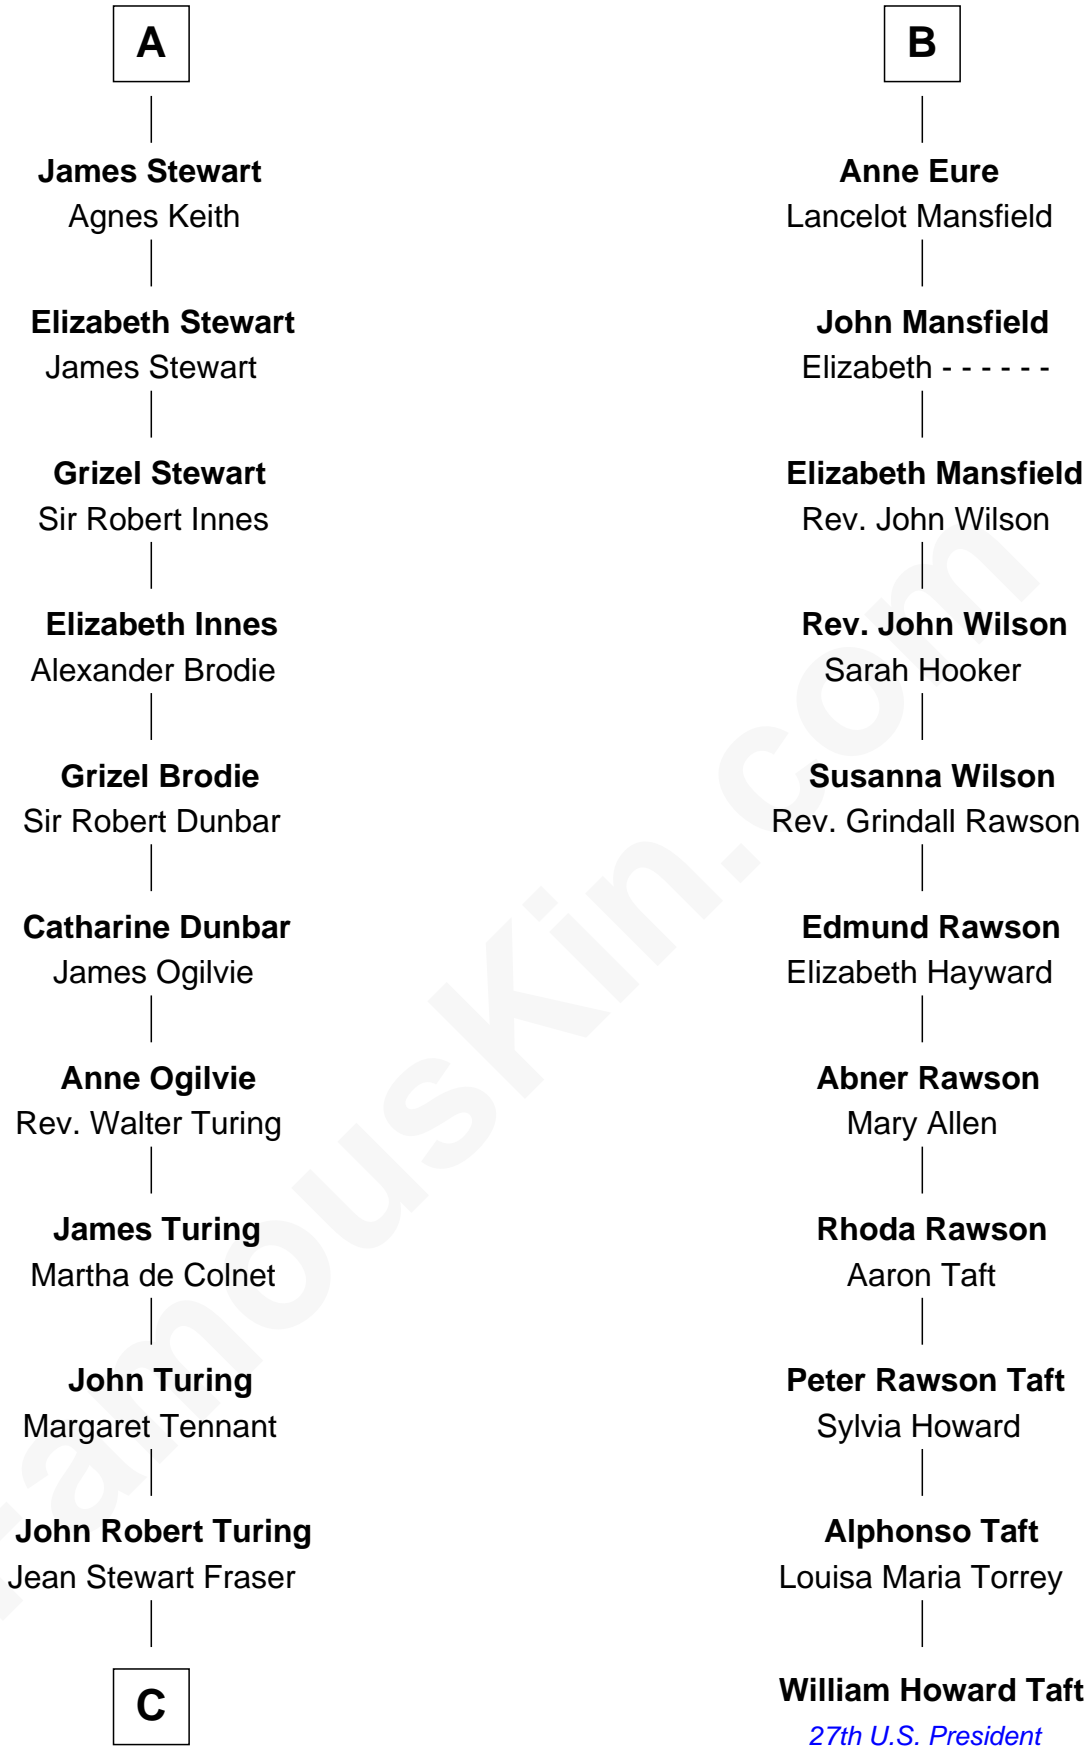 A
James Stewart
Agnes Keith
Elizabeth Stewart
James Stewart
Grizel Stewart
Sir Robert Innes
Elizabeth Innes
Alexander Brodie
Grizel Brodie
Sir Robert Dunbar
Catharine Dunbar
James Ogilvie
Anne Ogilvie
Rev. Walter Turing
James Turing
Martha de Colnet
John Turing
Margaret Tennant
John Robert Turing
Jean Stewart Fraser
C
B
Anne Eure
Lancelot Mansfield
John Mansfield
Elizabeth - - - - - -
Elizabeth Mansfield
Rev. John Wilson
Rev. John Wilson
Sarah Hooker
Susanna Wilson
Rev. Grindall Rawson
Edmund Rawson
Elizabeth Hayward
Abner Rawson
Mary Allen
Rhoda Rawson
Aaron Taft
Peter Rawson Taft
Sylvia Howard
Alphonso Taft
Louisa Maria Torrey
William Howard Taft
27th U.S. President
FamousKin.com